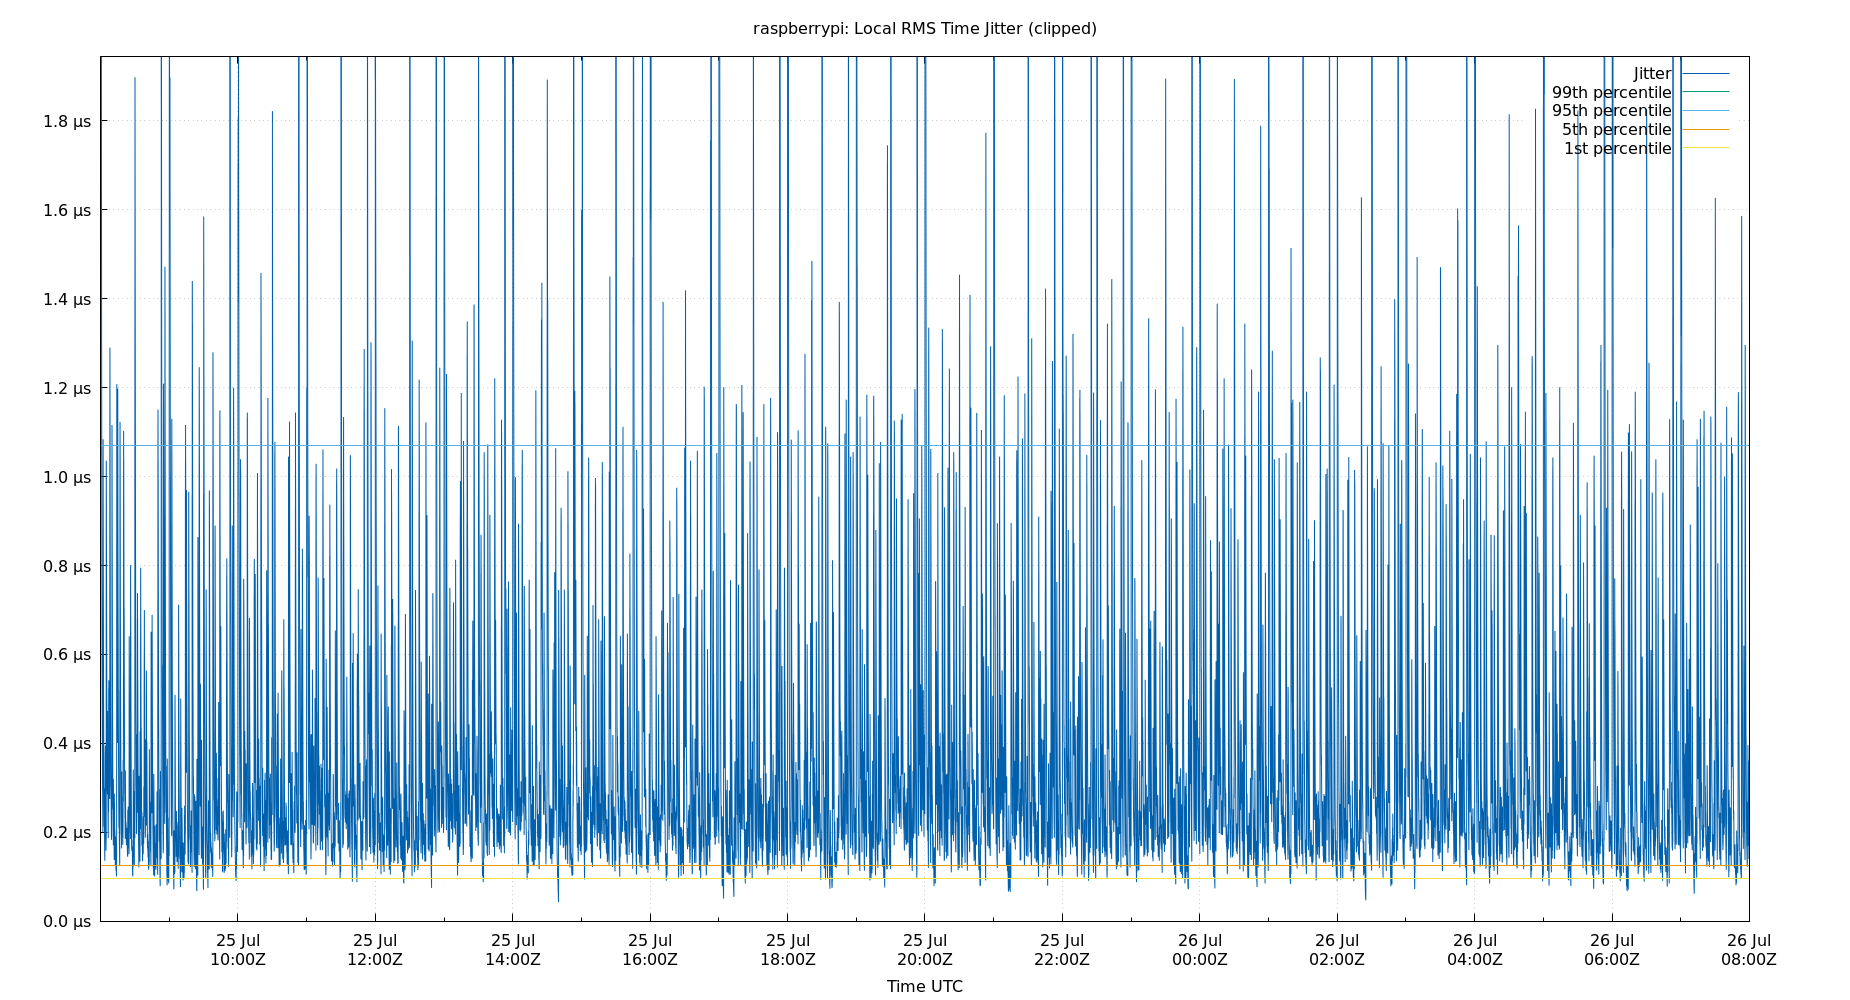 raspberrypi: Local RMS Time Jitter (clipped)
Jitter
99th percentile
95th percentile
5th percentile
1st percentile
1.8 µs
1.6 µs
1.4 µs
1.2 µs
1.0 µs
0.8 µs
0.6 µs
0.4 µs
0.2 µs
0.0 µs
25 Jul 25 Jul 25 Jul 25 Jul 25 Jul 25 Jul 25 Jul 26 Jul 26 Jul 26 Jul 26 Jul 26 Jul
10:00Z 12:00Z 14:00Z 16:00Z 18:00Z 20:00Z 22:00Z 00:00Z 02:00Z 04:00Z 06:00Z 08:00Z
Time UTC